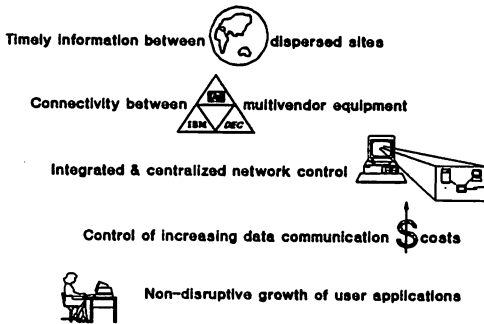 Timely information between dispersed sites
Connectivity between multivendor equipment
IBM DEC
Integrated & centralized network control
Control of increasing data communication $ costs
Non-disruptive growth of user applications